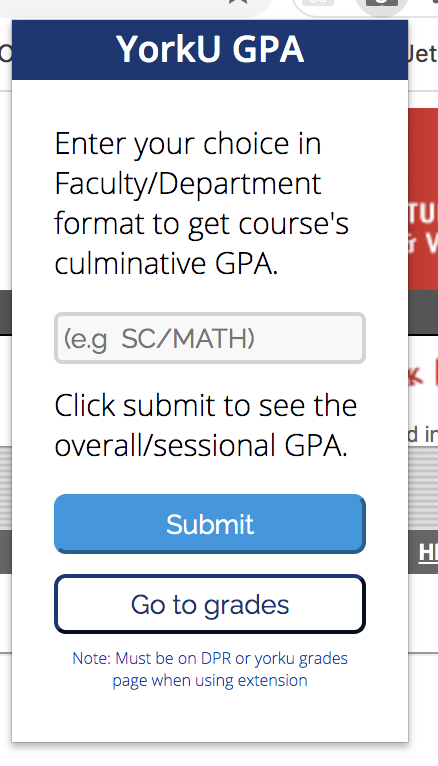 YorkU GPA
Jet
Enter your choice in
Faculty/Department
format to get course's
culminative GPA.
(e.g  SC/MATH)
Click submit to see the
overall/sessional GPA.
Submit
Go to grades
Note: Must be on DPR or yorku grades
page when using extension